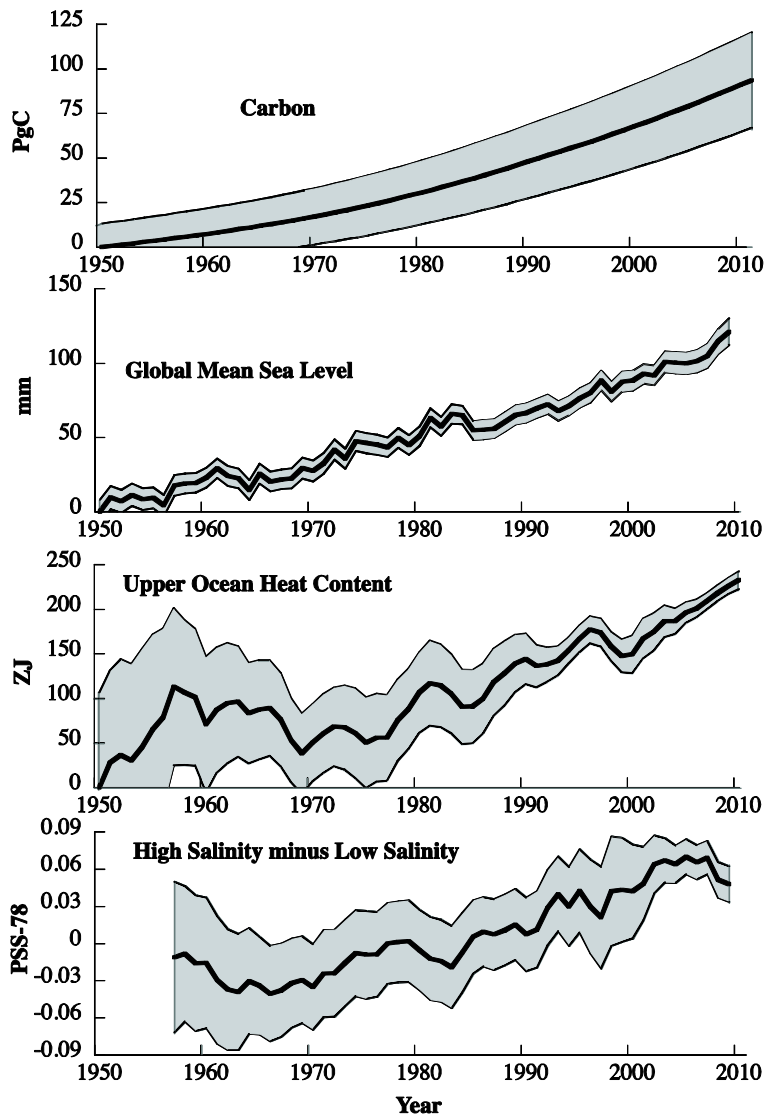 125
100
75
50
25
0
PgC
Carbon
1950 1960 1970 1980 1990 2000 2010
150
100
50
0
mm
Global Mean Sea Level
1950 1960 1970 1980 1990 2000 2010
250
200
150
100
50
0
ZJ
Upper Ocean Heat Content
1950 1960 1970 1980 1990 2000 2010
0.09
0.06
0.03
0
-0.03
-0.06
-0.09
PSS-78
High Salinity minus Low Salinity
1950 1960 1970 1980 1990 2000 2010
Year